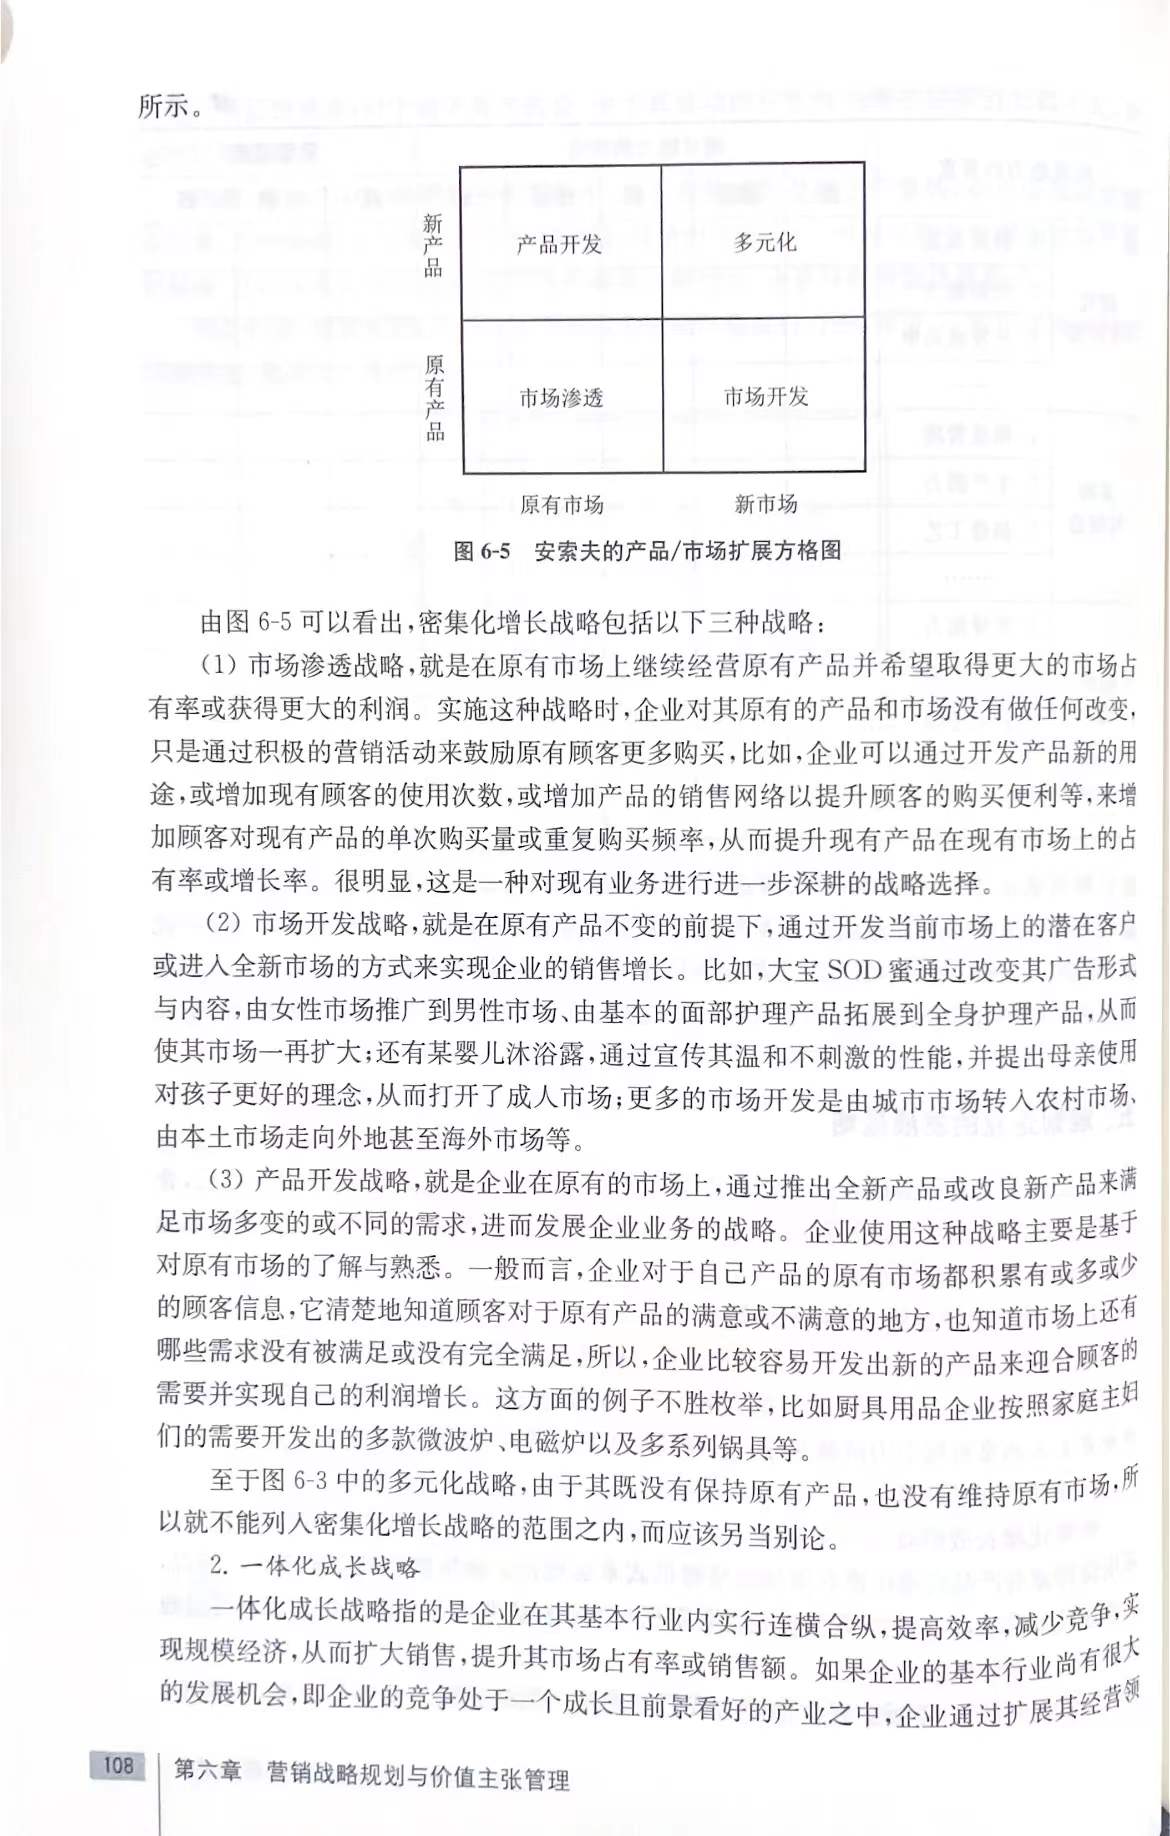 所示。
新产品
产品开发
多元化
原有产品
市场渗透
市场开发
原有市场
新市场
图 6-5 安索夫的产品/市场扩展方格图
由图 6-5 可以看出,密集化增长战略包括以下三种战略:
(1) 市场渗透战略,就是在原有市场上继续经营原有产品并希望取得更大的市场占
有率或获得更大的利润。实施这种战略时,企业对其原有的产品和市场没有做任何改变,
只是通过积极的营销活动来鼓励原有顾客更多购买,比如,企业可以通过开发产品新的用
途,或增加现有顾客的使用次数,或增加产品的销售网络以提升顾客的购买便利等,来增
加顾客对现有产品的单次购买量或重复购买频率,从而提升现有产品在现有市场上的占
有率或增长率。很明显,这是一种对现有业务进行进一步深耕的战略选择。
(2) 市场开发战略,就是在原有产品不变的前提下,通过开发当前市场上的潜在客户
或进入全新市场的方式来实现企业的销售增长。比如,大宝 SOD 蜜通过改变其广告形式
与内容,由女性市场推广到男性市场、由基本的面部护理产品拓展到全身护理产品,从而
使其市场一再扩大;还有某婴儿沐浴露,通过宣传其温和不刺激的性能,并提出母亲使用
对孩子更好的理念,从而打开了成人市场;更多的市场开发是由城市市场转入农村市场、
由本土市场走向外地甚至海外市场等。
(3) 产品开发战略,就是企业在原有的市场上,通过推出全新产品或改良新产品来满
足市场多变的或不同的需求,进而发展企业业务的战略。企业使用这种战略主要是基于
对原有市场的了解与熟悉。一般而言,企业对于自己产品的原有市场都积累有或多或少
的顾客信息,它清楚地知道顾客对于原有产品的满意或不满意的地方,也知道市场上还有
哪些需求没有被满足或没有完全满足,所以,企业比较容易开发出新的产品来迎合顾客的
需要并实现自己的利润增长。这方面的例子不胜枚举,比如厨具用品企业按照家庭主妇
们的需要开发出的多款微波炉、电磁炉以及多系列锅具等。
至于图 6-3 中的多元化战略,由于其既没有保持原有产品,也没有维持原有市场,所
以就不能列入密集化增长战略的范围之内,而应该另当别论。
2. 一体化成长战略
一体化成长战略指的是企业在其基本行业内实行连横合纵,提高效率,减少竞争,实
现规模经济,从而扩大销售,提升其市场占有率或销售额。如果企业的基本行业尚有很大
的发展机会,即企业的竞争处于一个成长且前景看好的产业之中,企业通过扩展其经营领
108 第六章 营销战略规划与价值主张管理